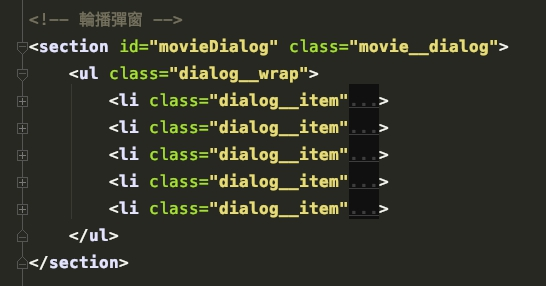 <!-- 輪播彈窗 -->
<section id="movieDialog" class="movie__dialog">
<ul class="dialog__wrap">
<li class="dialog__item"...>
<li class="dialog__item"...>
<li class="dialog__item"...>
<li class="dialog__item"...>
<li class="dialog__item"...>
</ul>
</section>